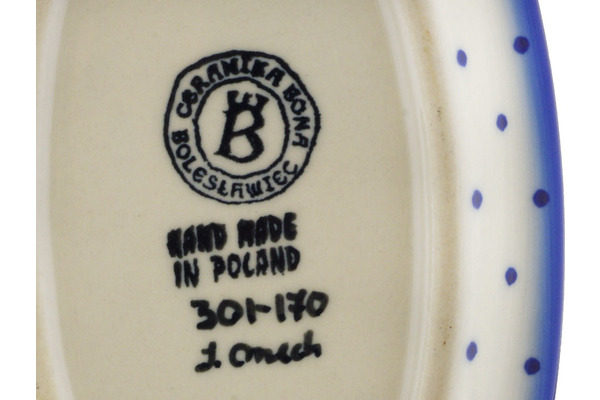 CERAMIKA BONA
B
BOLESŁAWIEC
HAND MADE
IN POLAND
301-170